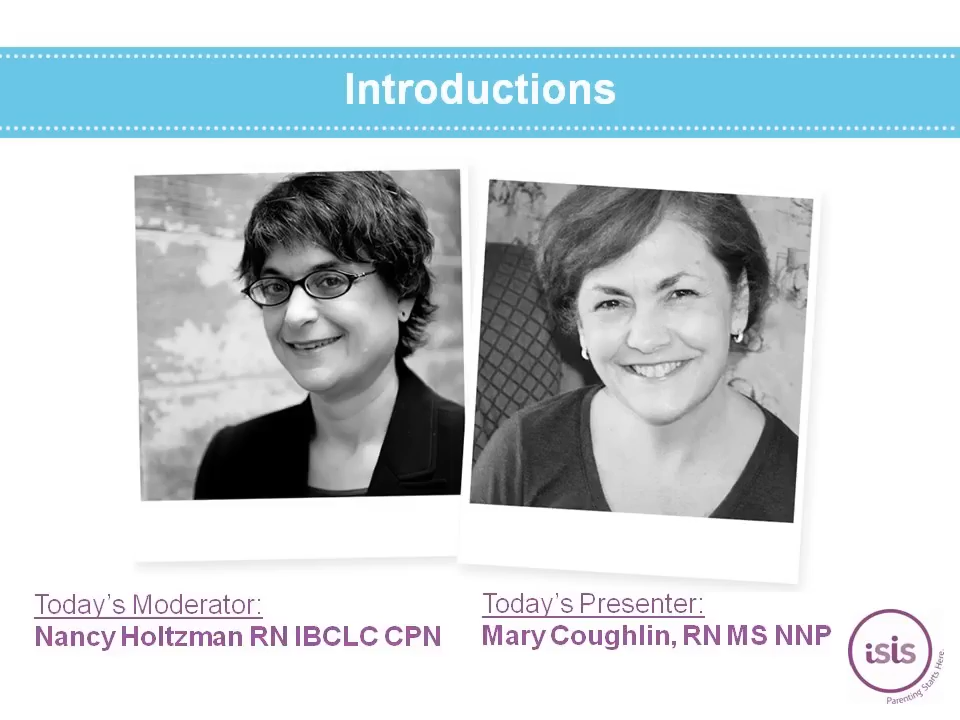 Introductions
Today's Moderator:
Nancy Holtzman RN IBCLC CPN
Today's Presenter:
Mary Coughlin, RN MS NNP
isis
Parenting Starts Here.